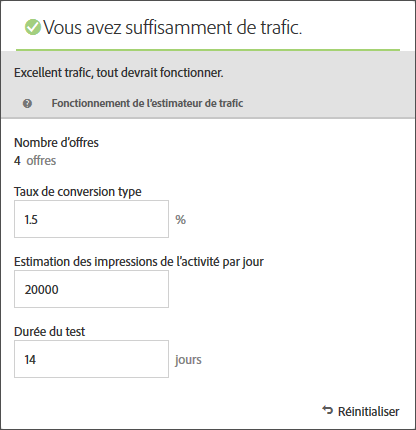 Vous avez suffisamment de trafic.
Excellent trafic, tout devrait fonctionner.
Fonctionnement de l'estimateur de trafic
Nombre d'offres
4 offres
Taux de conversion type
1.5 %
Estimation des impressions de l'activité par jour
20000
Durée du test
14 jours
Réinitialiser